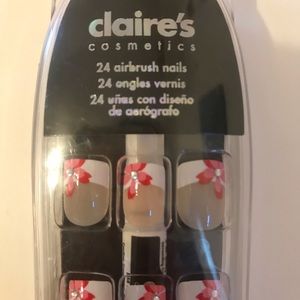 claire's
cosmetics
24 airbrush nails
24 ongles vernis
24 uñas con diseño
de aerógrafo